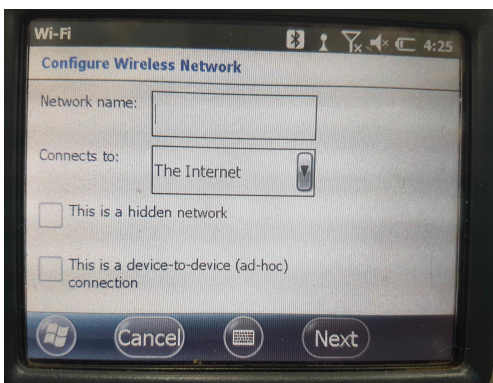 Wi-Fi 4:25
Configure Wireless Network
Network name:
Connects to:
The Internet
This is a hidden network
This is a device-to-device (ad-hoc)
connection
Cancel Next